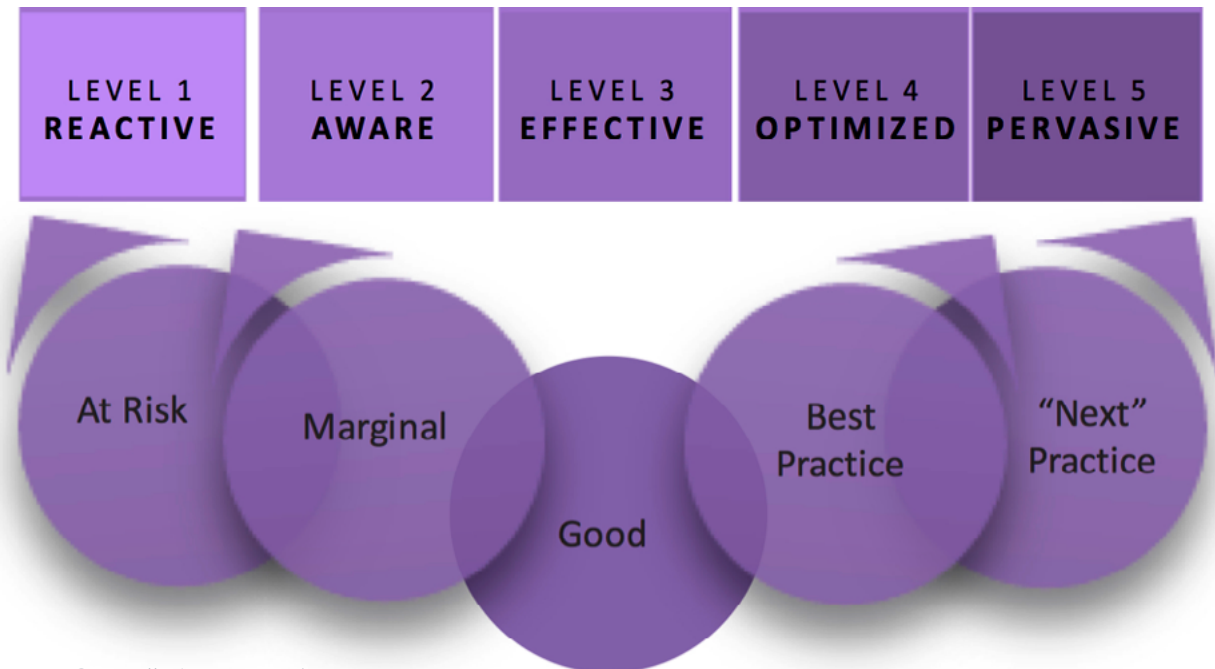 LEVEL 1
REACTIVE
LEVEL 2
AWARE
LEVEL 3
EFFECTIVE
LEVEL 4
OPTIMIZED
LEVEL 5
PERVASIVE
At Risk
Marginal
Good
Best
Practice
“Next”
Practice